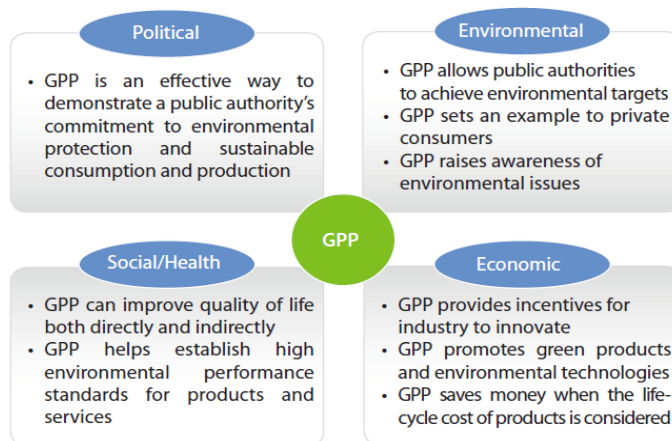 Political
• GPP is an effective way to
demonstrate a public authority's
commitment to environmental
protection and sustainable
consumption and production
Environmental
• GPP allows public authorities
to achieve environmental targets
• GPP sets an example to private
consumers
• GPP raises awareness of
environmental issues
GPP
Social/Health
• GPP can improve quality of life
both directly and indirectly
• GPP helps establish high
environmental performance
standards for products and
services
Economic
• GPP provides incentives for
industry to innovate
• GPP promotes green products
and environmental technologies
• GPP saves money when the life-
cycle cost of products is considered